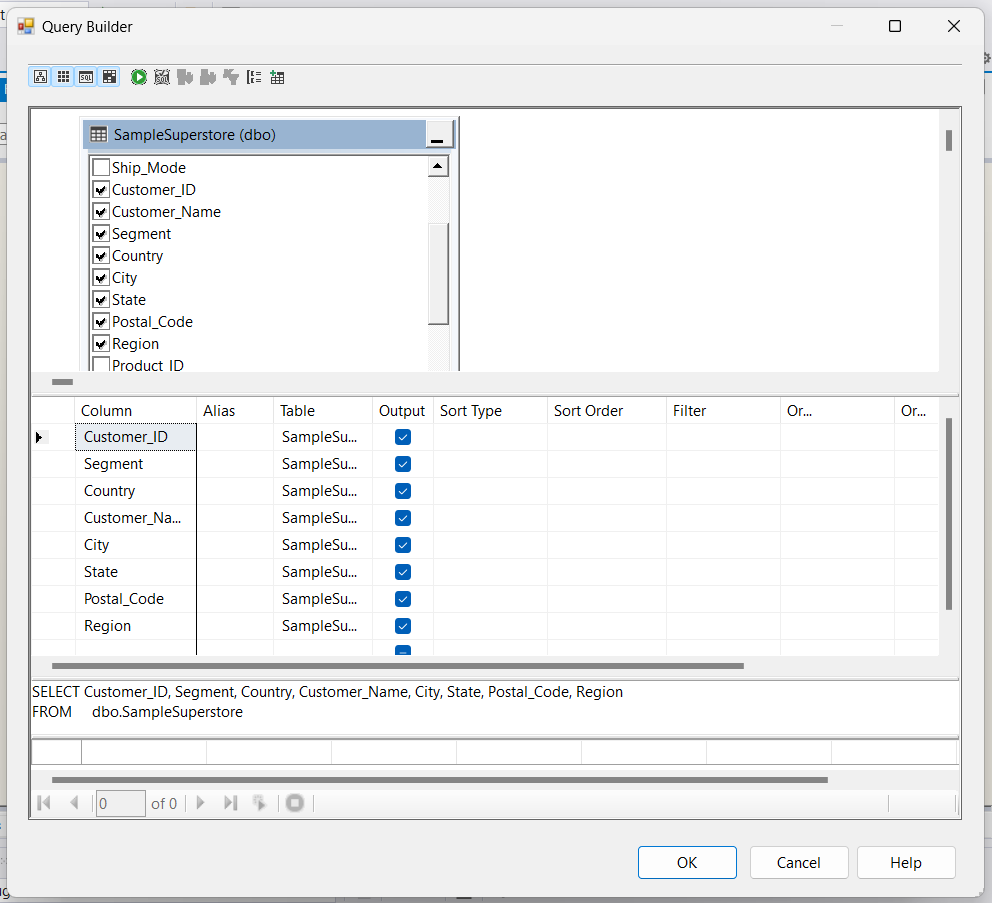 Query Builder
SQL
SQL
SampleSuperstore (dbo)
Ship_Mode
Customer_ID
Customer_Name
Segment
Country
City
State
Postal_Code
Region
Product_ID
Column Alias Table Output Sort Type Sort Order Filter Or... Or...
Customer_ID SampleSu...
Segment SampleSu...
Country SampleSu...
Customer_Na... SampleSu...
City SampleSu...
State SampleSu...
Postal_Code SampleSu...
Region SampleSu...
SELECT Customer_ID, Segment, Country, Customer_Name, City, State, Postal_Code, Region
FROM dbo.SampleSuperstore
0 of 0
OK Cancel Help